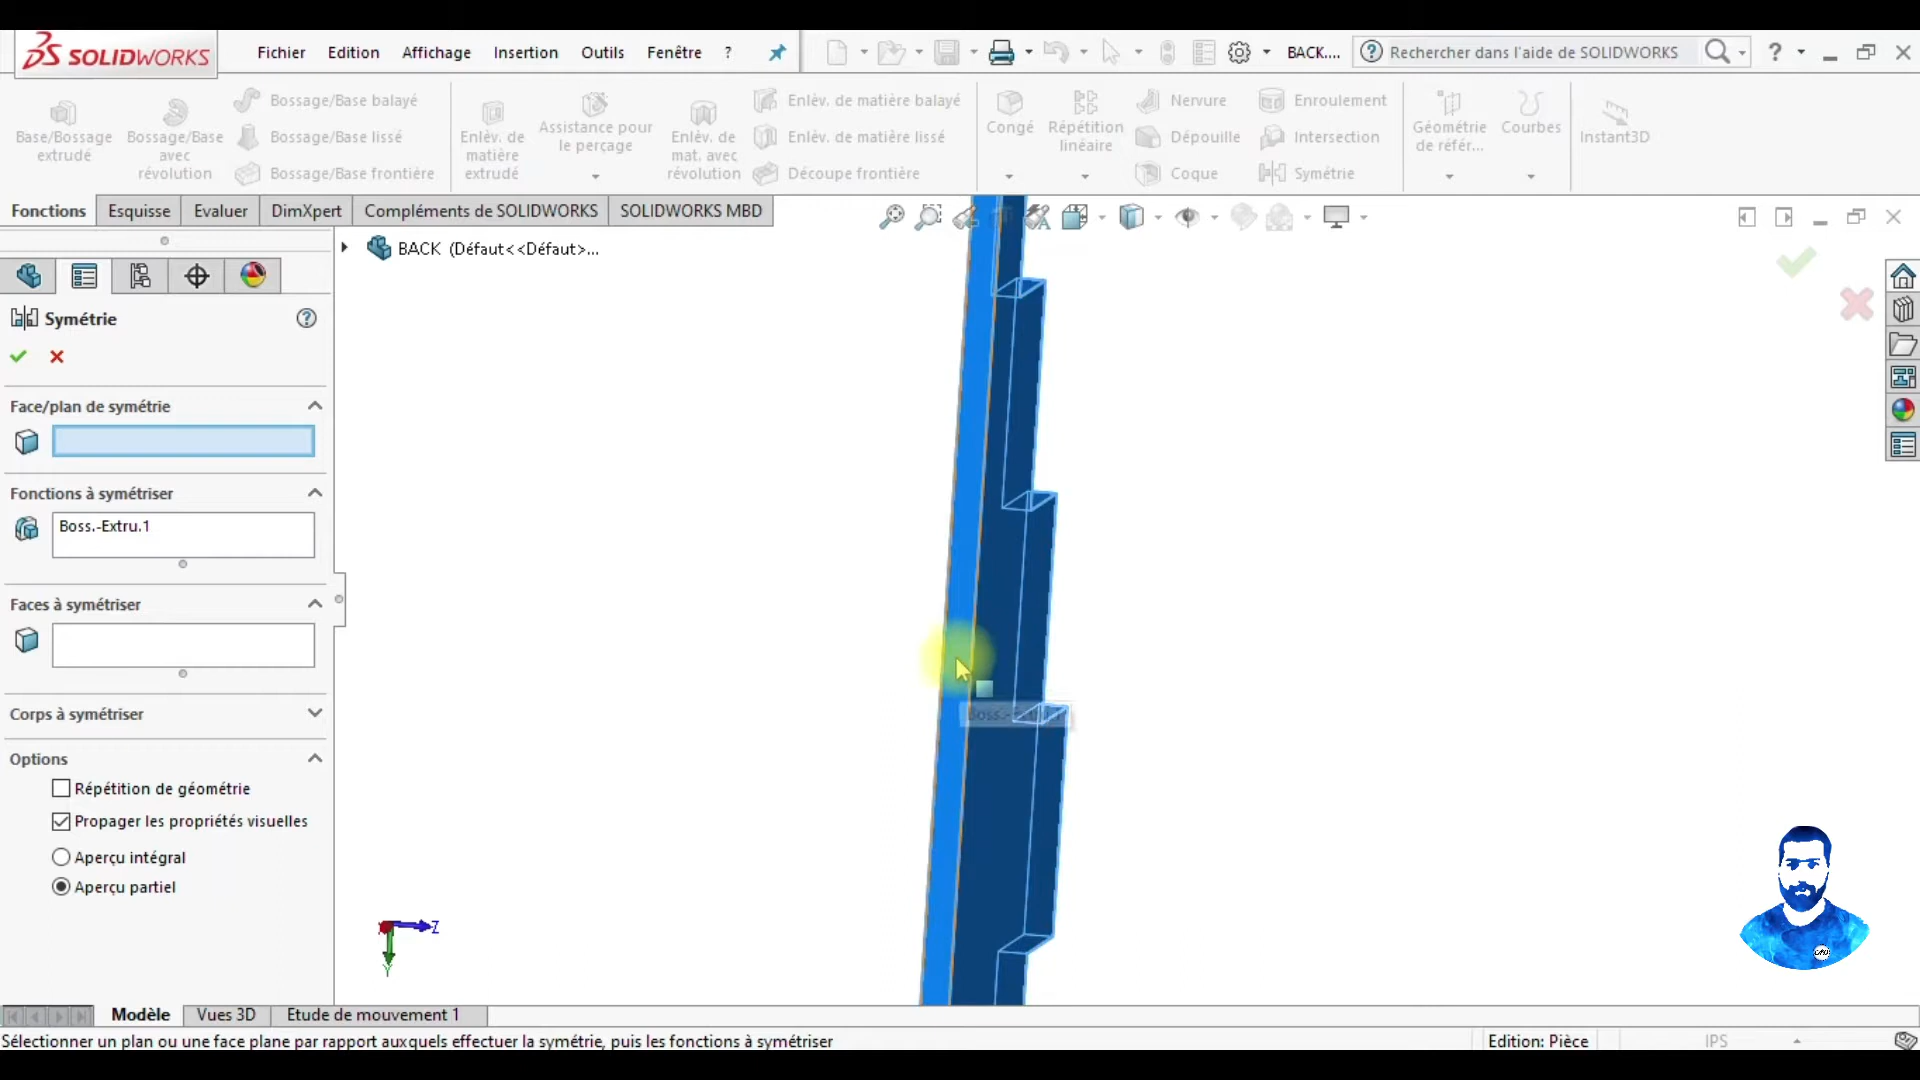 SOLIDWORKS
Fichier Edition Affichage Insertion Outils Fenêtre ?
BACK....
Rechercher dans l'aide de SOLIDWORKS
?
Base/Bossage
extrudé
Bossage/Base
avec
révolution
Bossage/Base balayé
Bossage/Base lissé
Bossage/Base frontière
Enlèv. de
matière
extrudé
Assistance pour
le perçage
Enlèv. de
mat. avec
révolution
Enlèv. de matière balayé
Enlèv. de matière lissé
Découpe frontière
Congé
Répétition
linéaire
Nervure
Dépouille
Coque
Enroulement
Intersection
Symétrie
Géométrie
de référ...
Courbes
Instant3D
Fonctions Esquisse Evaluer DimXpert Compléments de SOLIDWORKS SOLIDWORKS MBD
BACK (Défaut<<Défaut>...
Symétrie
?
Face/plan de symétrie
Fonctions à symétriser
Boss.-Extru.1
Faces à symétriser
Corps à symétriser
Options
Répétition de géométrie
Propager les propriétés visuelles
Aperçu intégral
Aperçu partiel
Boss.-Extru.1
Z
Y
CAD
Modèle Vues 3D Etude de mouvement 1
Sélectionner un plan ou une face plane par rapport auxquels effectuer la symétrie, puis les fonctions à symétriser
Edition: Pièce
IPS